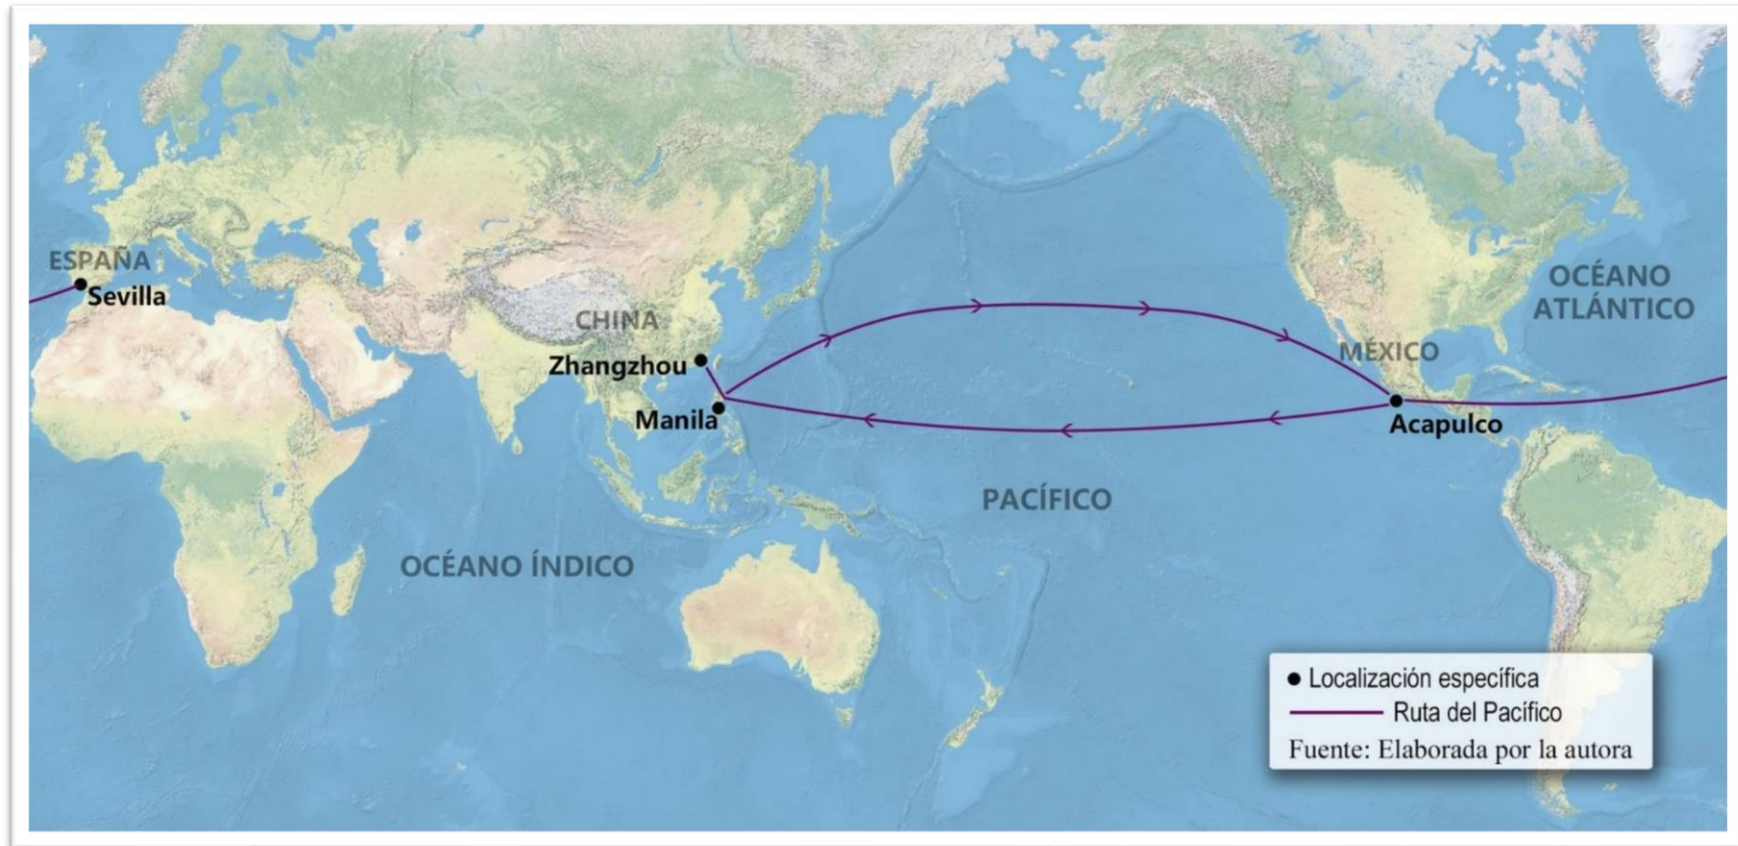 ESPAÑA
Sevilla
CHINA
Zhangzhou
Manila
OCÉANO
ATLÁNTICO
MÉXICO
Acapulco
PACÍFICO
OCÉANO ÍNDICO
Localización específica
Ruta del Pacífico
Fuente: Elaborada por la autora